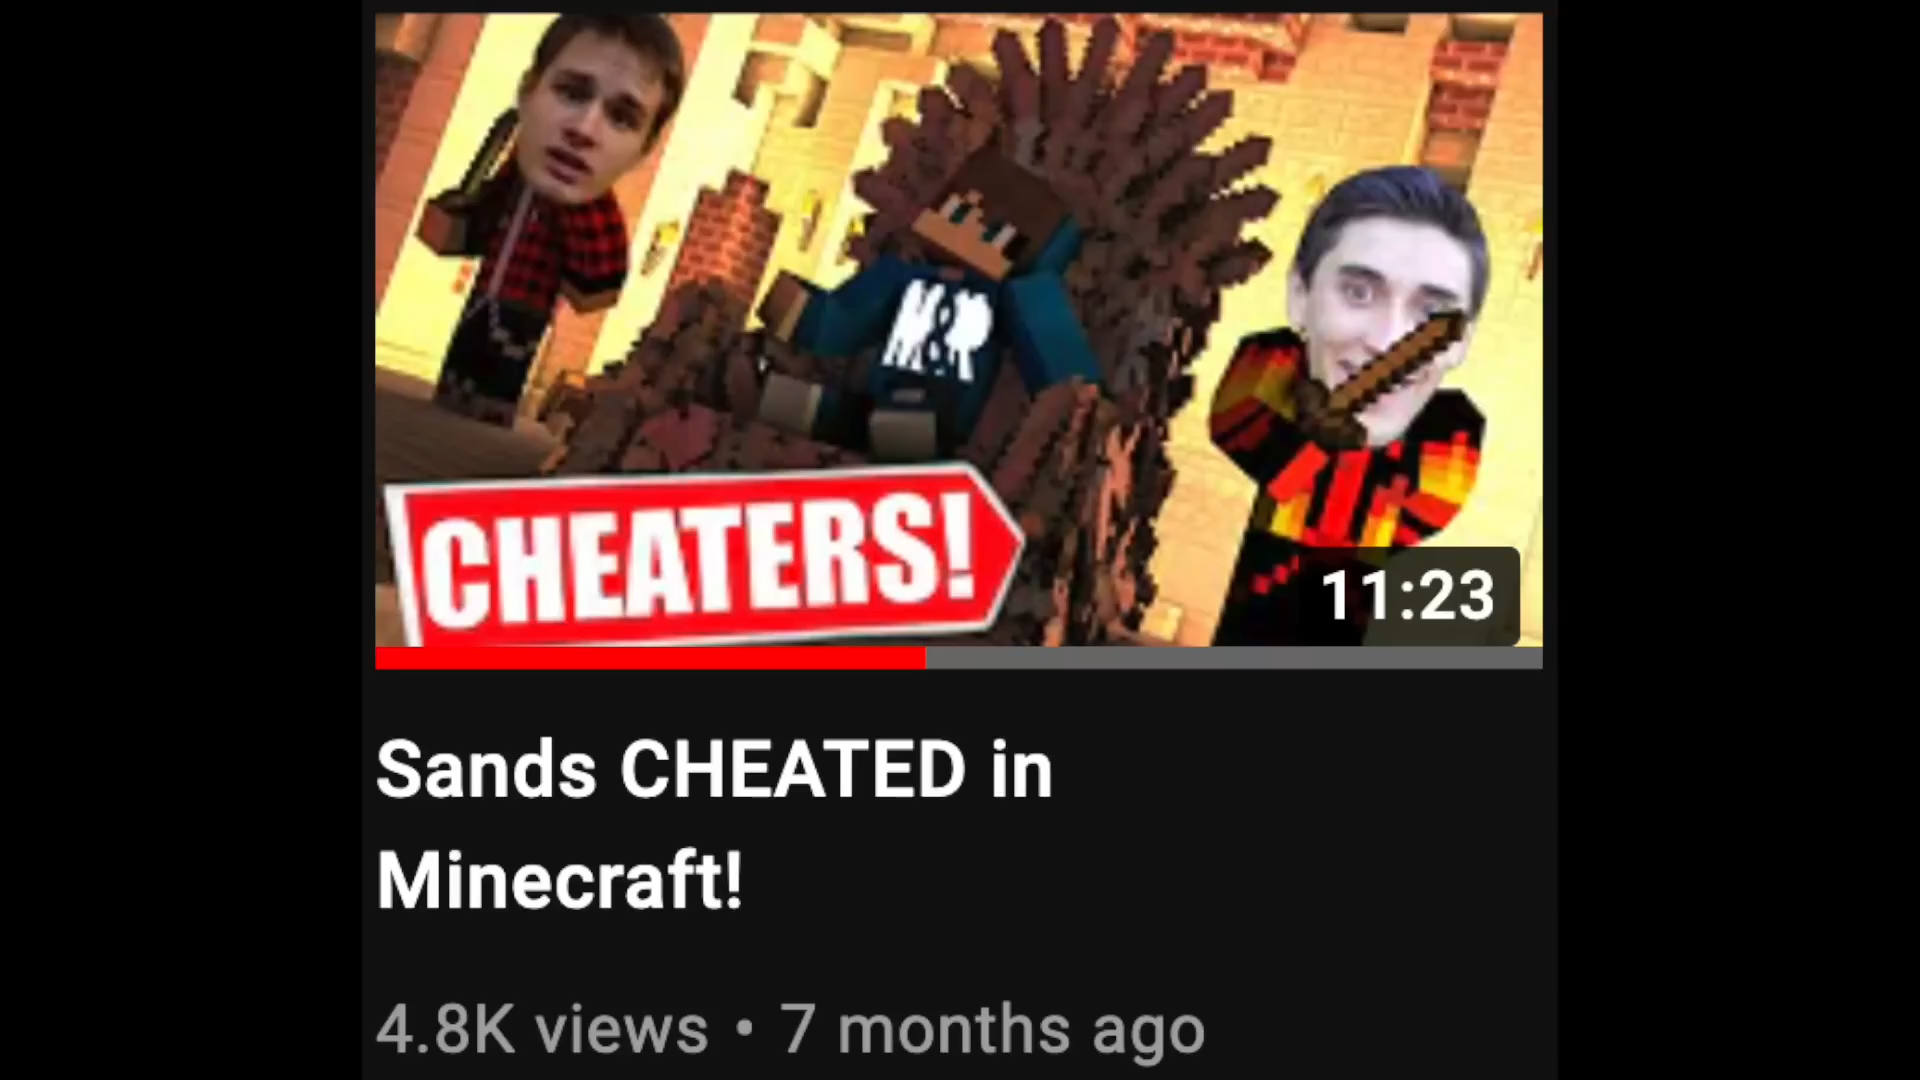 M&R
CHEATERS!
11:23
Sands CHEATED in
Minecraft!
4.8K views • 7 months ago